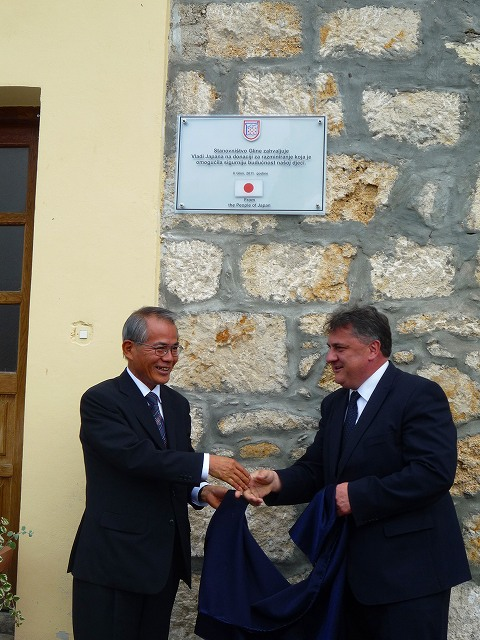 Stanovništvo Gline zahvaljuje
Vladi Japana na donaciji za razminiranje koja je
omogućila sigurniju budućnost našoj djeci
From
the People of Japan